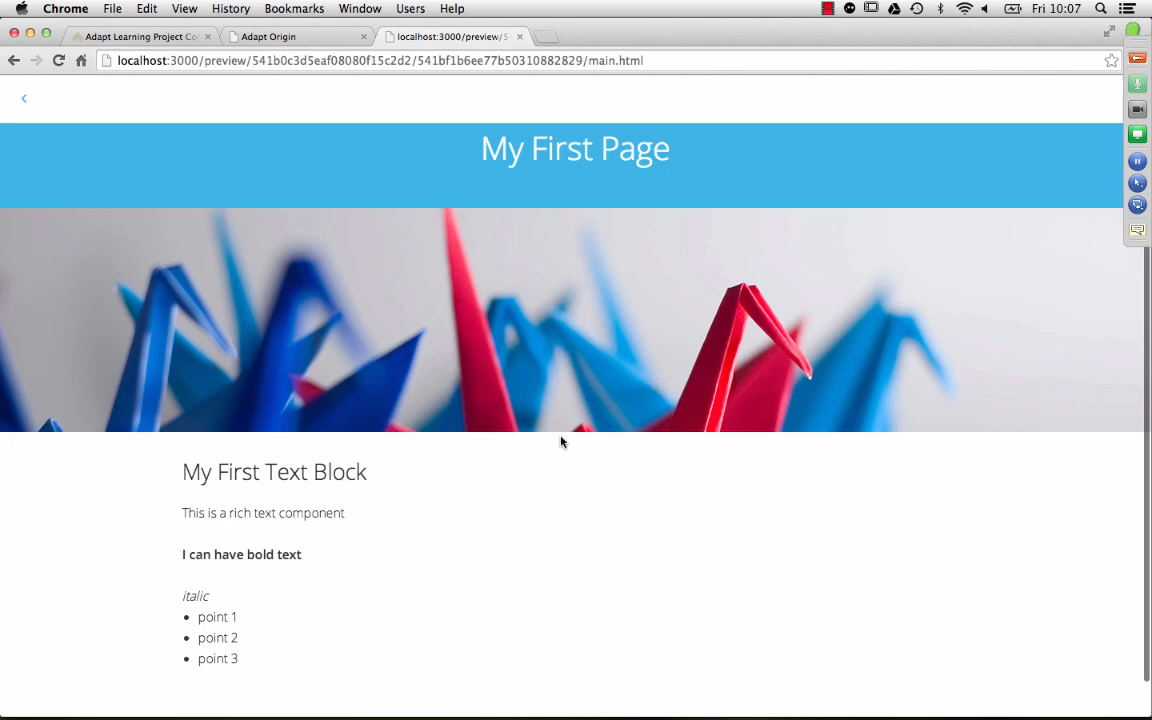 Chrome File Edit View History Bookmarks Window Users Help Fri 10:07
Adapt Learning Project Co
Adapt Origin
localhost:3000/preview/5
localhost:3000/preview/541b0c3d5eaf08080f15c2d2/541bf1b6ee77b50310882829/main.html
My First Page
My First Text Block
This is a rich text component
I can have bold text
italic
• point 1
• point 2
• point 3